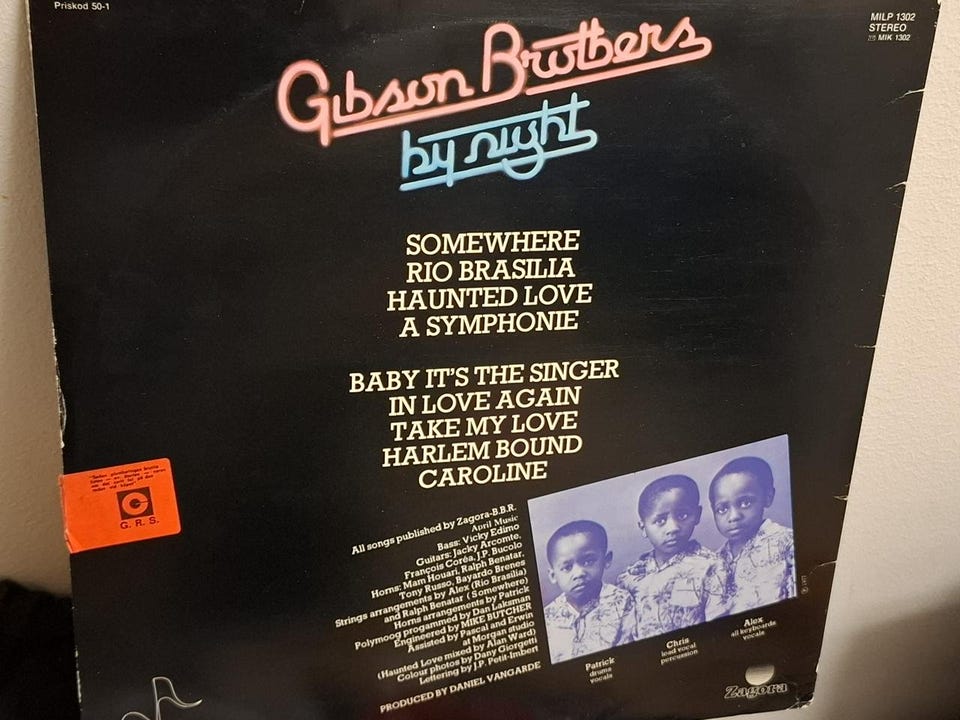 Priskod 50-1
MILP 1302
STEREO
MIK 1302
Gibson Brothers
by night
SOMEWHERE
RIO BRASILIA
HAUNTED LOVE
A SYMPHONIE
BABY IT'S THE SINGER
IN LOVE AGAIN
TAKE MY LOVE
HARLEM BOUND
CAROLINE
All songs published by Zagora-B.B.R.
April Music
Bass: Vicky Edimo
Guitars: Jacky Arconte,
François Coréa, J.P. Bucolo
Horns: Mam Houari, Ralph Benatar,
Tony Russo, Bayardo Brenes
Strings arrangements by Alex (Rio Brasilia)
and Ralph Benatar (Somewhere)
Horns arrangements by Patrick
Polymoog progammed by Dan Laksman
Engineered by MIKE BUTCHER
Assisted by Pascal and Erwin
at Morgan studio
(Haunted Love mixed by Alan Ward)
Colour photos by Dany Giorgetti
Lettering by J.P. Petit-Imbert
PRODUCED BY DANIEL VANGARDE
Patrick
drums
vocals
Chris
lead vocal
percussion
Alex
all keyboards
vocals
Zagora
G. R. S.